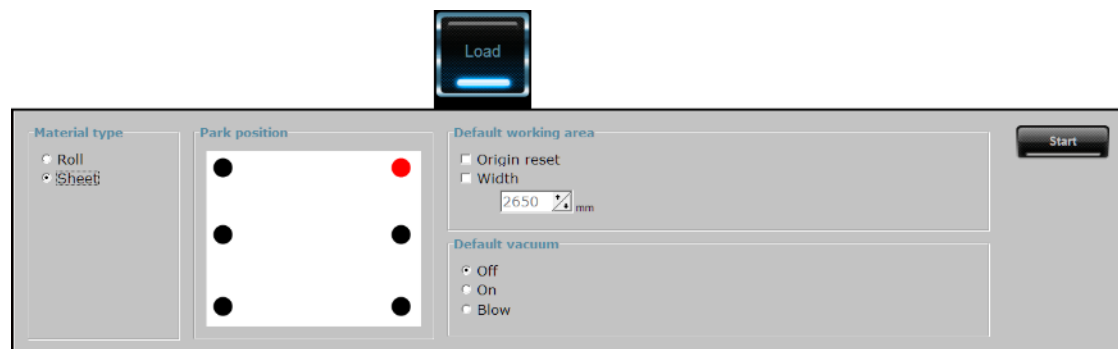 Load
Material type
Roll
Sheet
Park position
Default working area
Origin reset
Width
2650 mm
Default vacuum
Off
On
Blow
Start